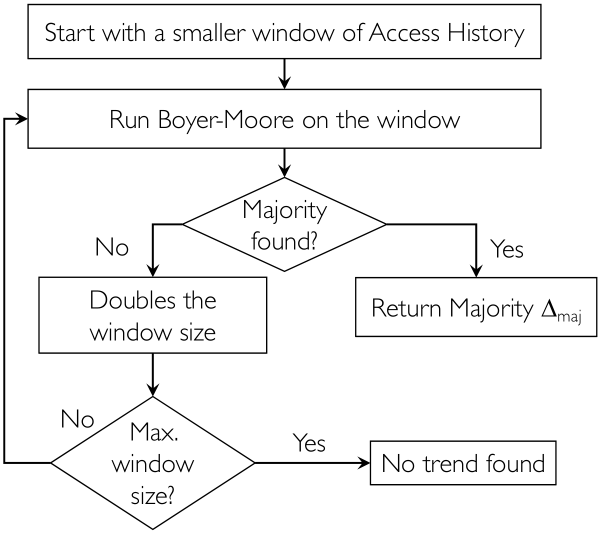 Start with a smaller window of Access History
Run Boyer-Moore on the window
Majority
found?
No
Yes
Doubles the
window size
Return Majority Δmaj
No
Max.
window
size?
Yes
No trend found